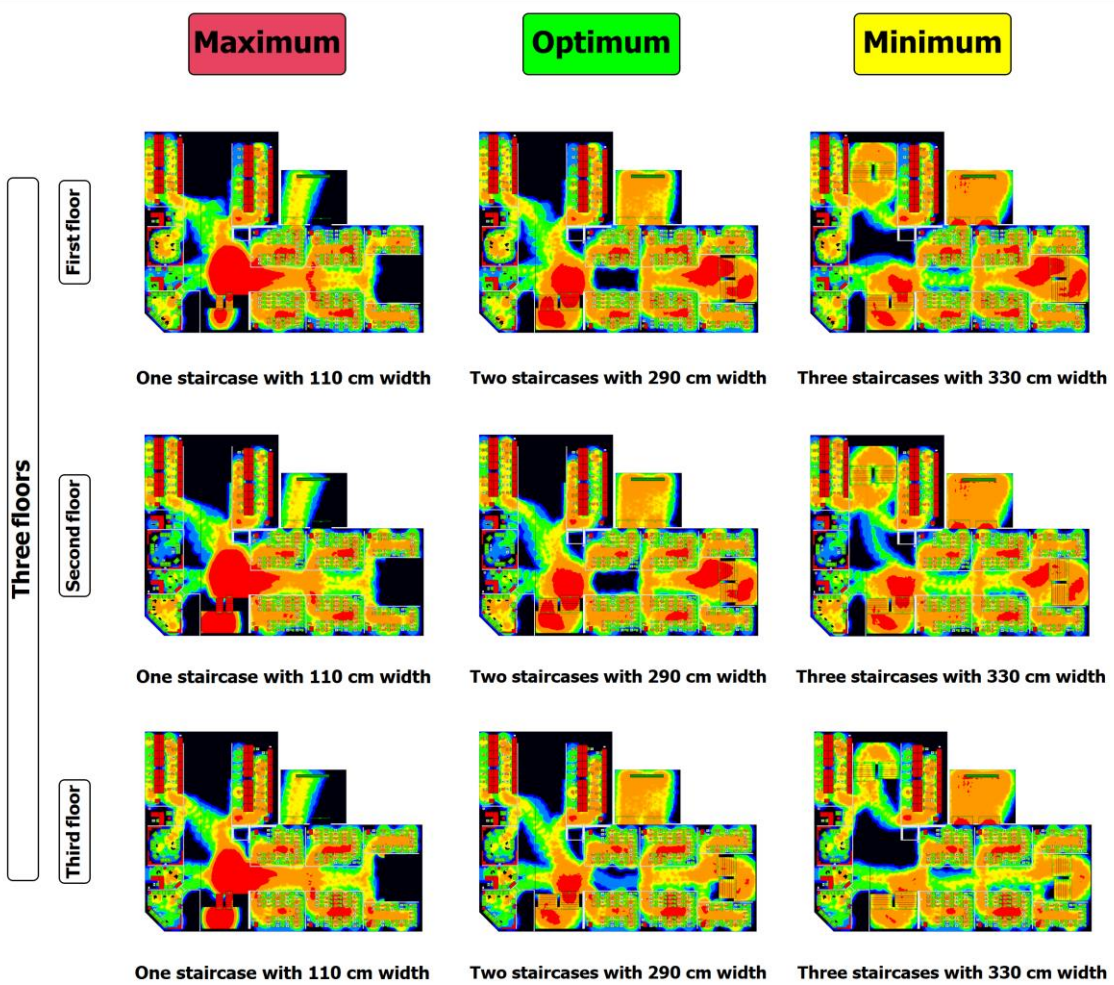 Maximum
Optimum
Minimum
Three floors
First floor
One staircase with 110 cm width
Two staircases with 290 cm width
Three staircases with 330 cm width
Second floor
One staircase with 110 cm width
Two staircases with 290 cm width
Three staircases with 330 cm width
Third floor
One staircase with 110 cm width
Two staircases with 290 cm width
Three staircases with 330 cm width